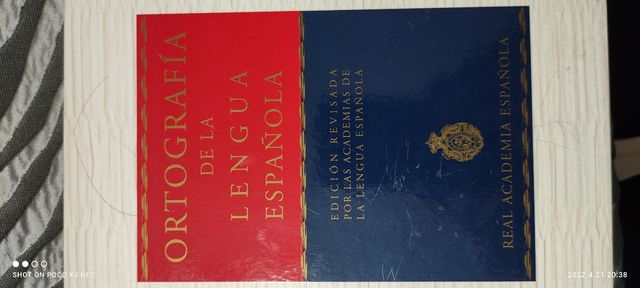 ORTOGRAFÍA
DE LA
LENGUA
ESPAÑOLA
EDICIÓN REVISADA
POR LAS ACADEMIAS DE
LA LENGUA ESPAÑOLA
REAL ACADEMIA ESPAÑOLA
SHOT ON POCO X3 NFC
2022.4.21 20:38